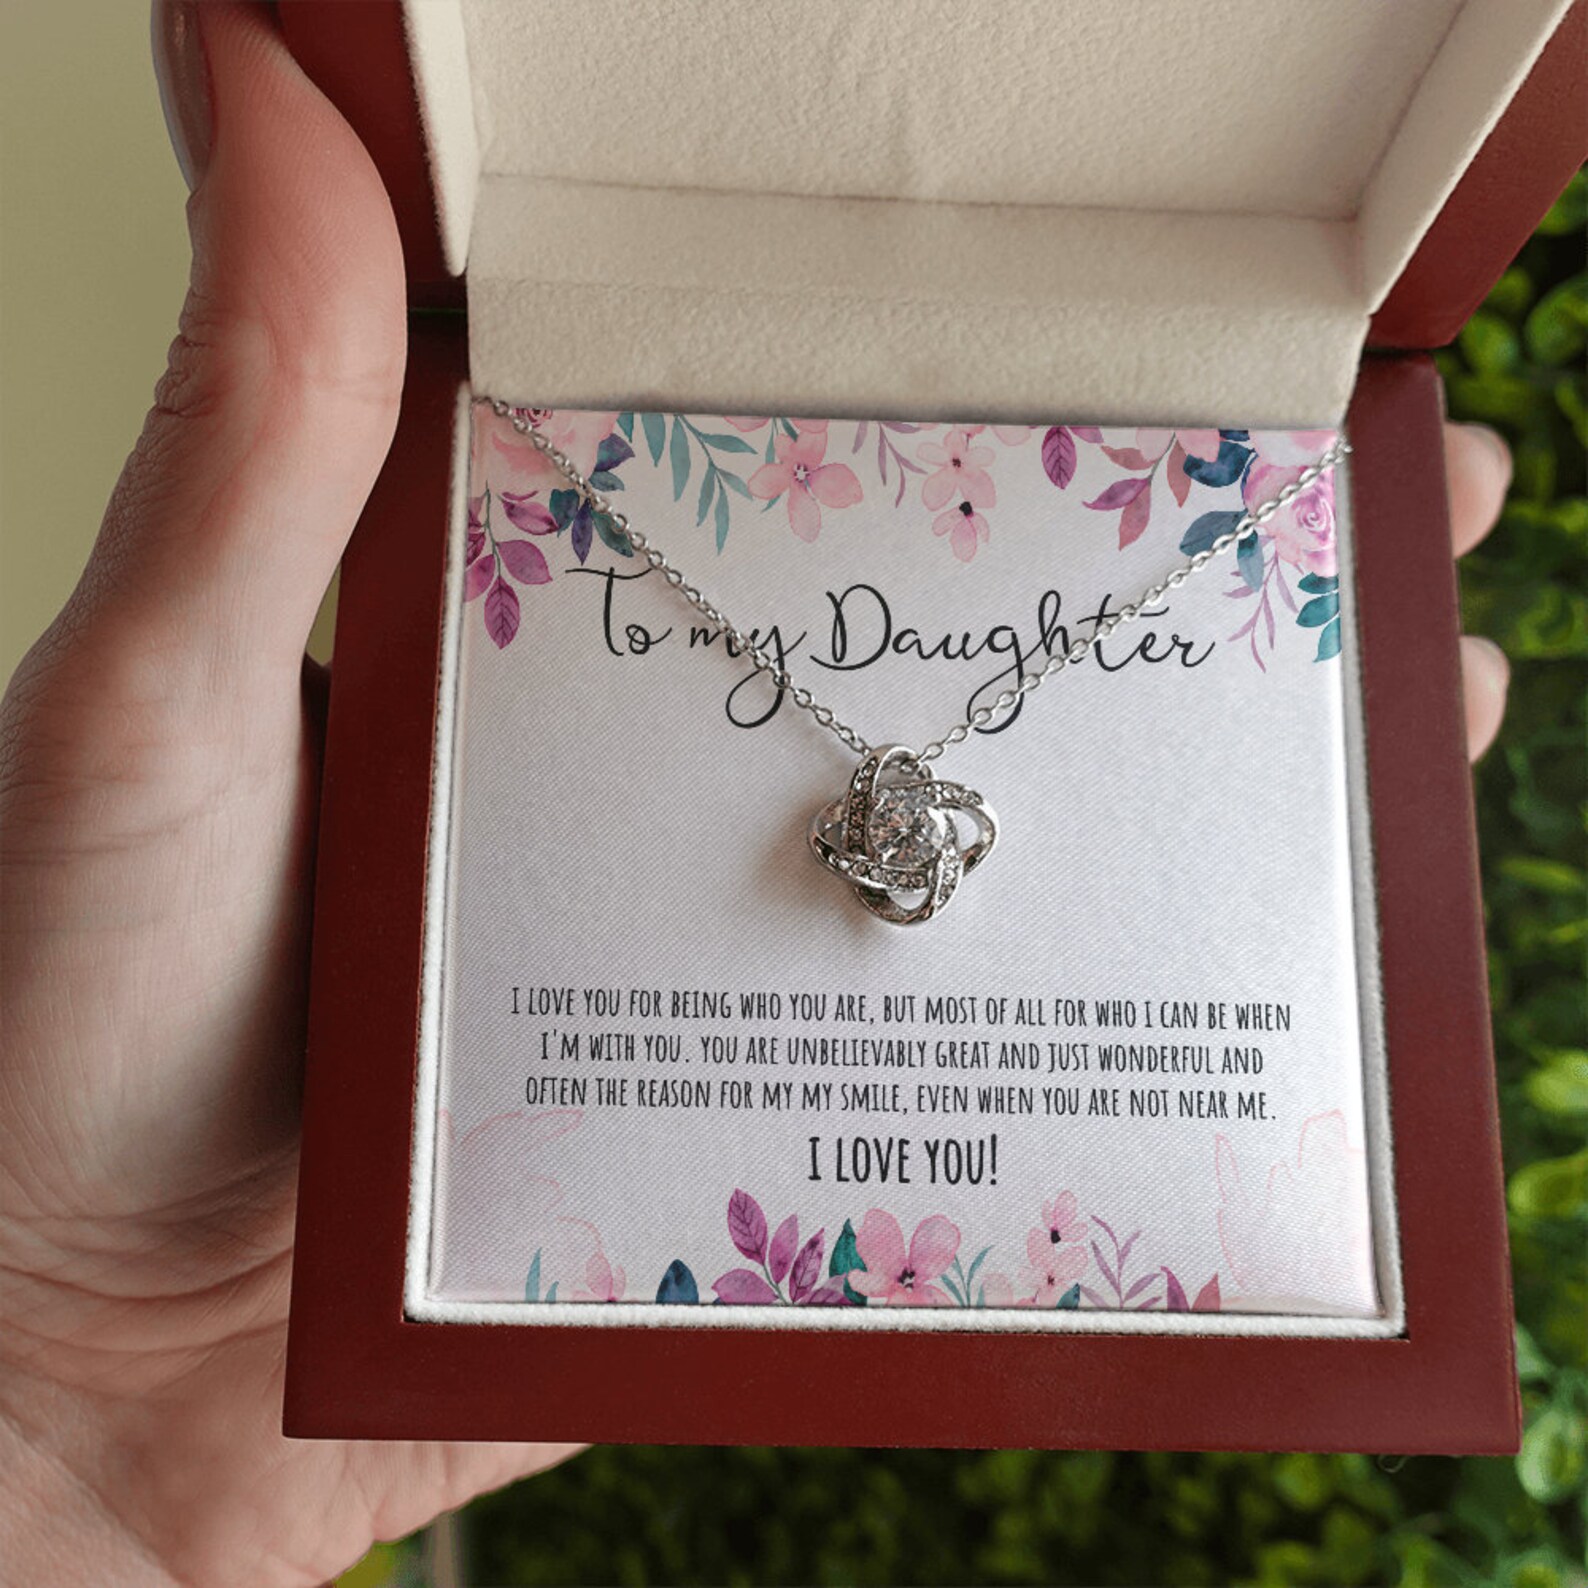 To my Daughter
I LOVE YOU FOR BEING WHO YOU ARE, BUT MOST OF ALL FOR WHO I CAN BE WHEN
I'M WITH YOU. YOU ARE UNBELIEVABLY GREAT AND JUST WONDERFUL AND
OFTEN THE REASON FOR MY MY SMILE, EVEN WHEN YOU ARE NOT NEAR ME.
I LOVE YOU!